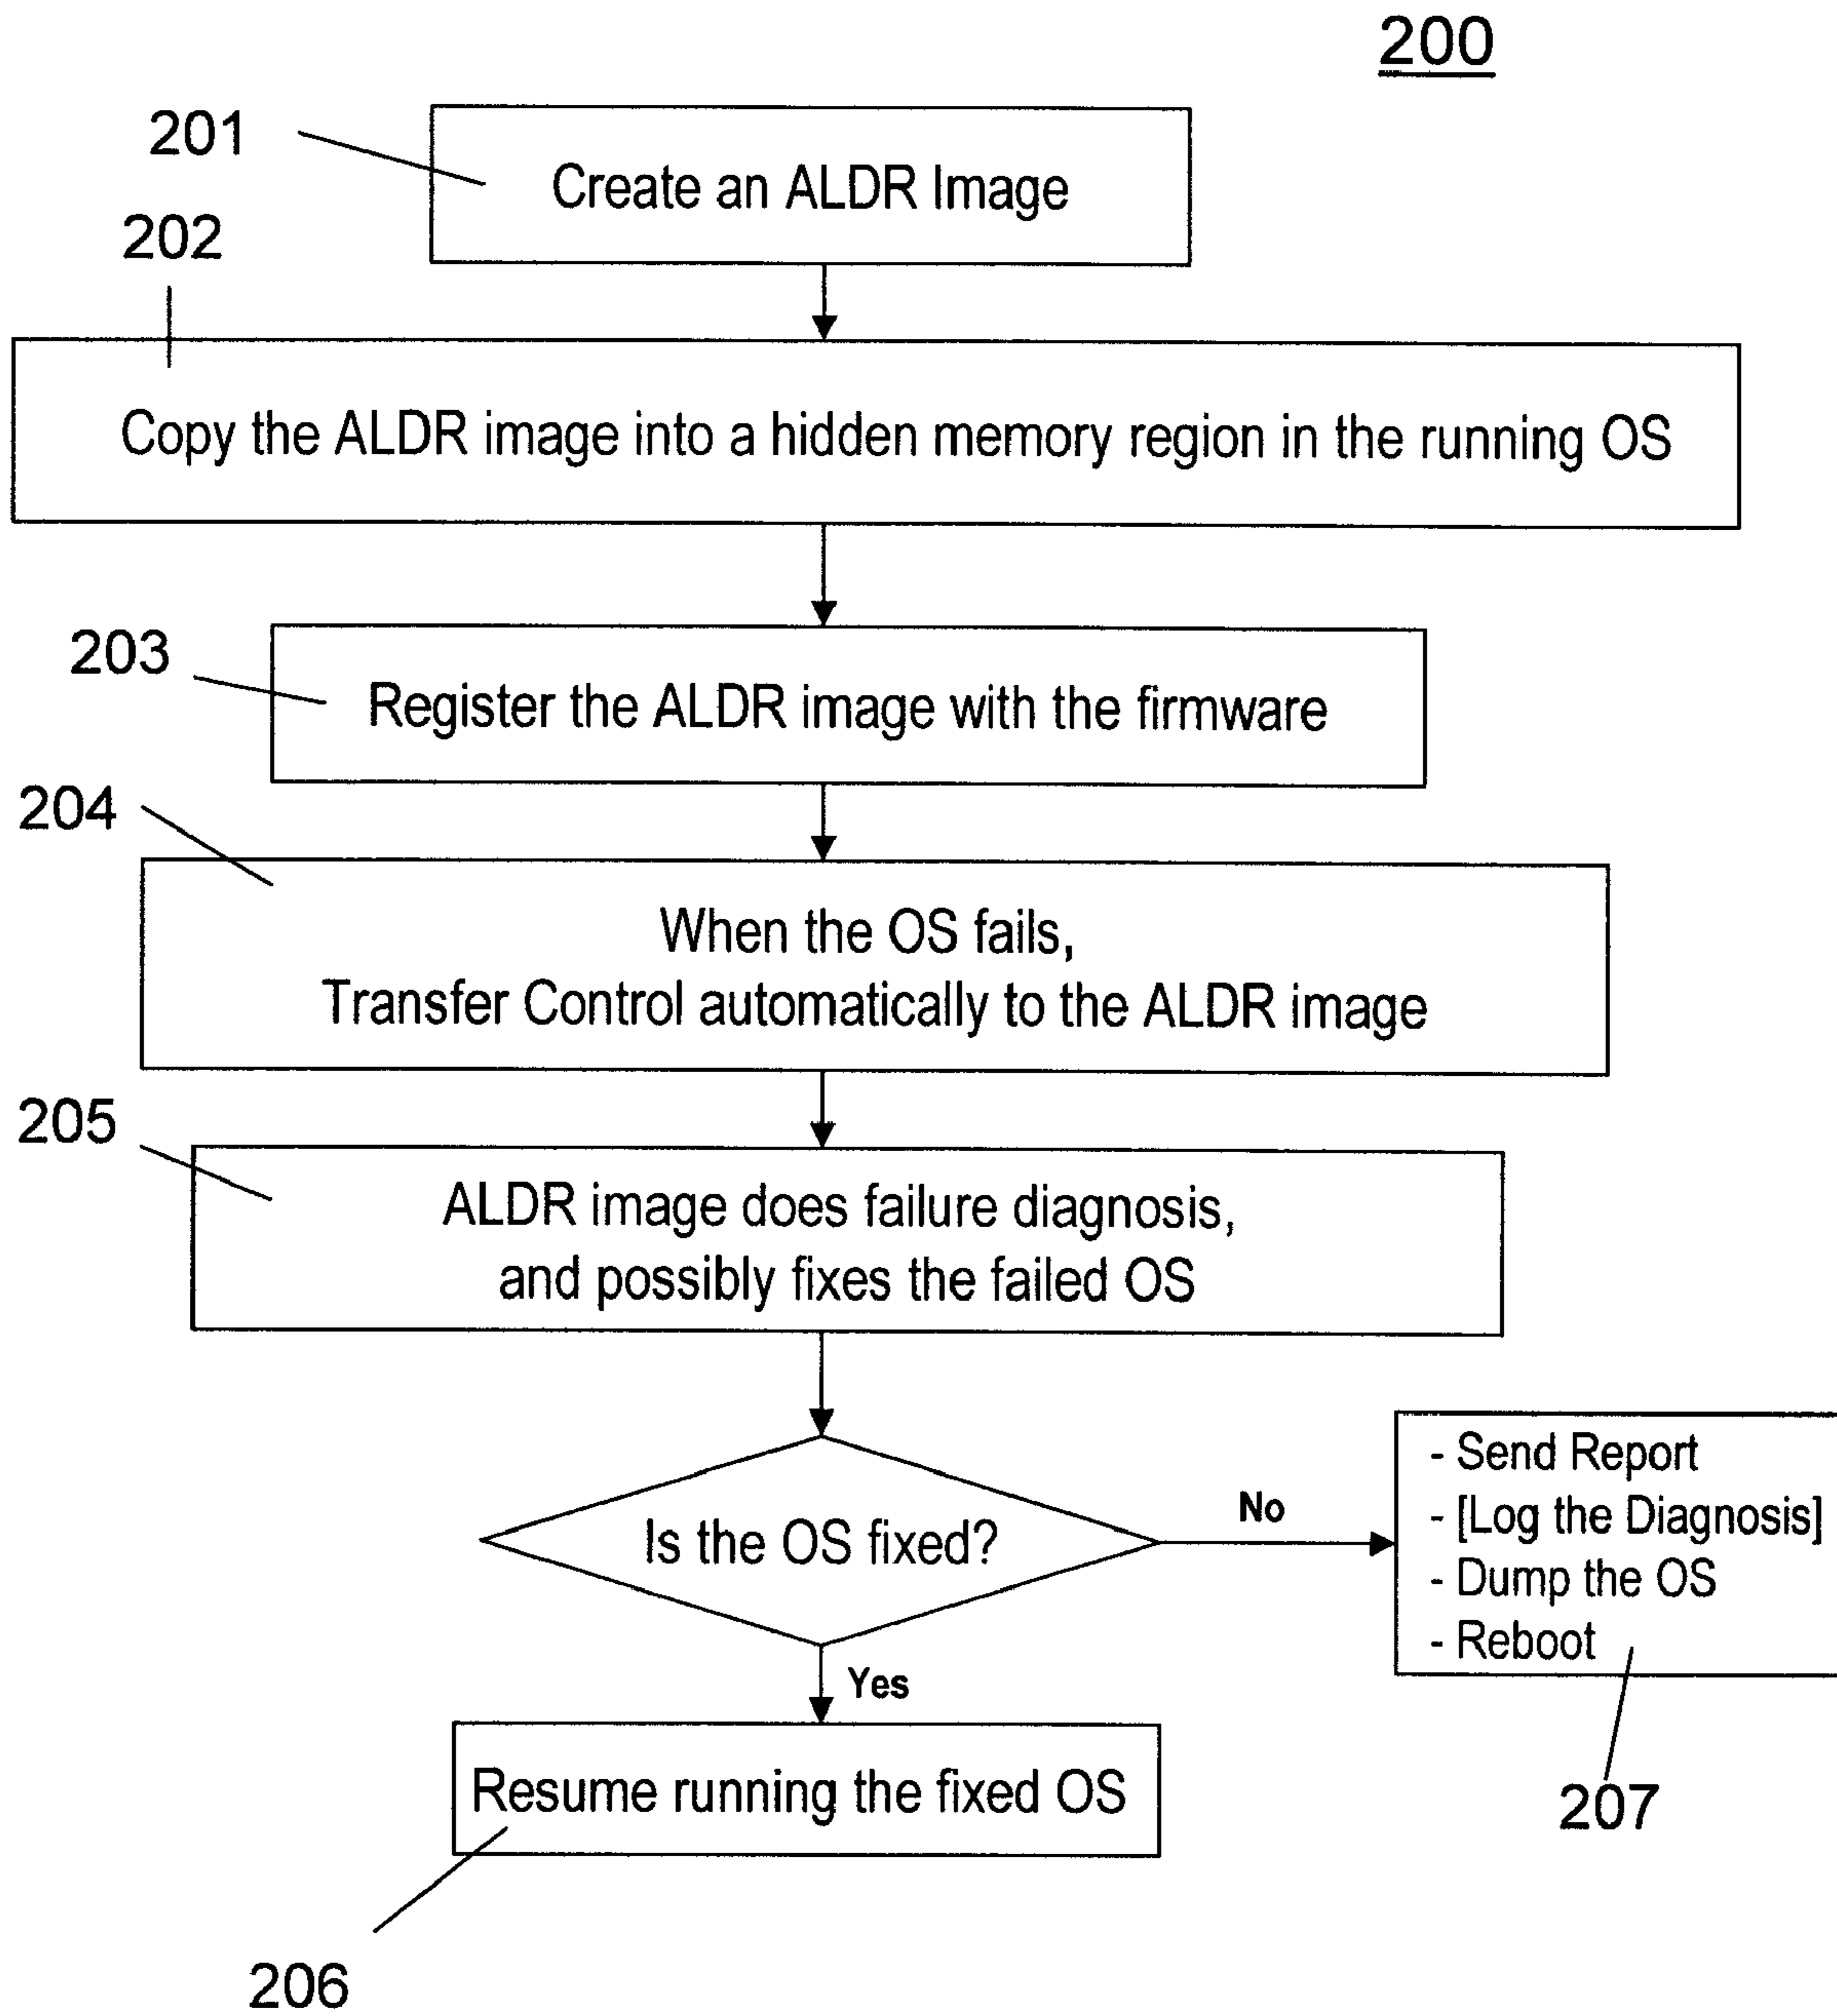 200
201
Create an ALDR Image
202
Copy the ALDR image into a hidden memory region in the running OS
203
Register the ALDR image with the firmware
204
When the OS fails,
Transfer Control automatically to the ALDR image
205
ALDR image does failure diagnosis,
and possibly fixes the failed OS
Is the OS fixed?
No
- Send Report
- [Log the Diagnosis]
- Dump the OS
- Reboot
207
Yes
Resume running the fixed OS
206